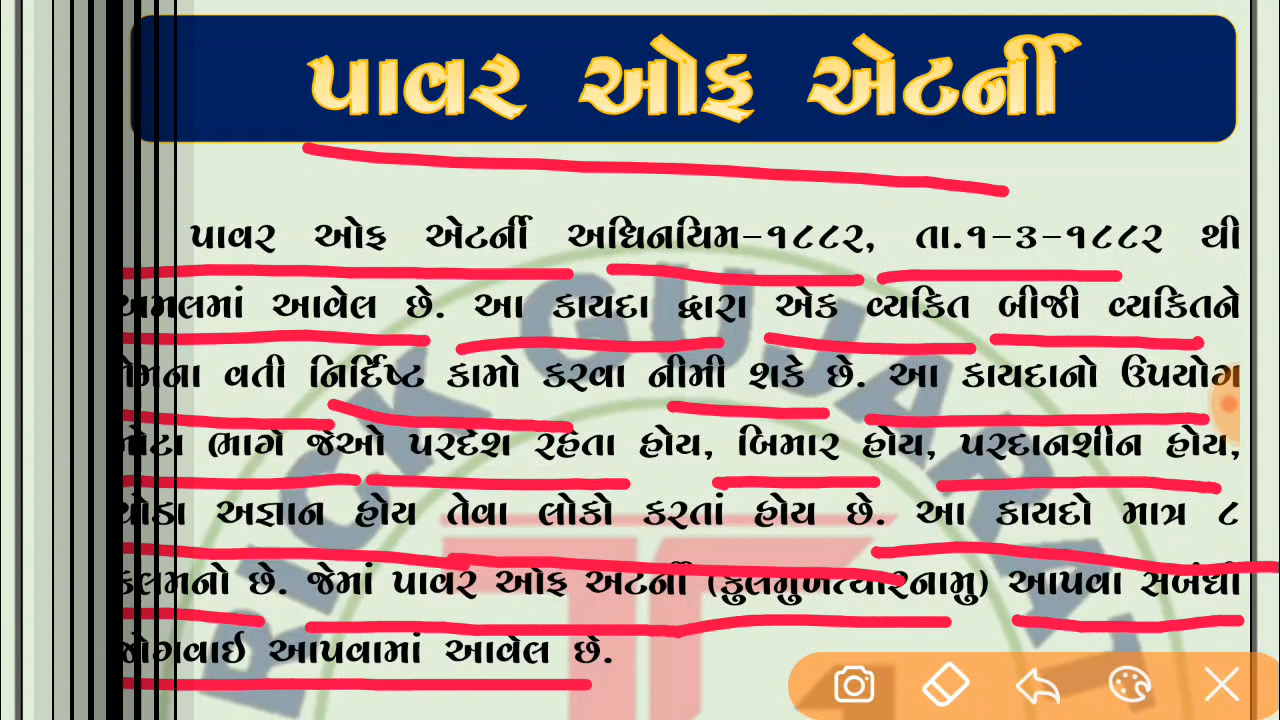 પાવર ઓફ એટર્ની
પાવર ઓફ એટર્ની અધિનયિમ-૧૮૮૨, તા.૧-૩-૧૮૮૨ થી
અમલમાં આવેલ છે. આ કાયદા દ્વારા એક વ્યકિત બીજી વ્યકિતને
તેમના વતી નિર્દિષ્ટ કામો કરવા નીમી શકે છે. આ કાયદાનો ઉપયોગ
મોટા ભાગે જેઓ પરદેશ રહેતા હોય, બિમાર હોય, પરદાનશીન હોય,
થોડા અજ્ઞાન હોય તેવા લોકો કરતાં હોય છે. આ કાયદો માત્ર ૮
કલમનો છે. જેમાં પાવર ઓફ એટર્ની (કુલમુખત્યારનામુ) આપવા સબંધી
જોગવાઈ આપવામાં આવેલ છે.
GUJARAT